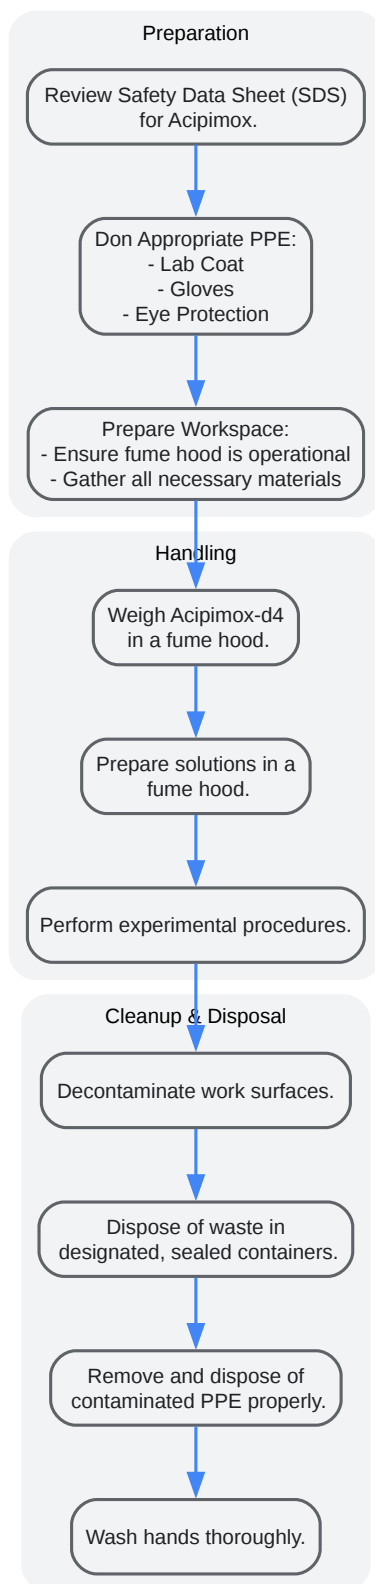 Preparation
Review Safety Data Sheet (SDS)
for Acipimox.
Don Appropriate PPE:
- Lab Coat
- Gloves
- Eye Protection
Prepare Workspace:
- Ensure fume hood is operational
- Gather all necessary materials
Handling
Weigh Acipimox-d4
in a fume hood.
Prepare solutions in a
fume hood.
Perform experimental procedures.
Cleanup & Disposal
Decontaminate work surfaces.
Dispose of waste in
designated, sealed containers.
Remove and dispose of
contaminated PPE properly.
Wash hands thoroughly.